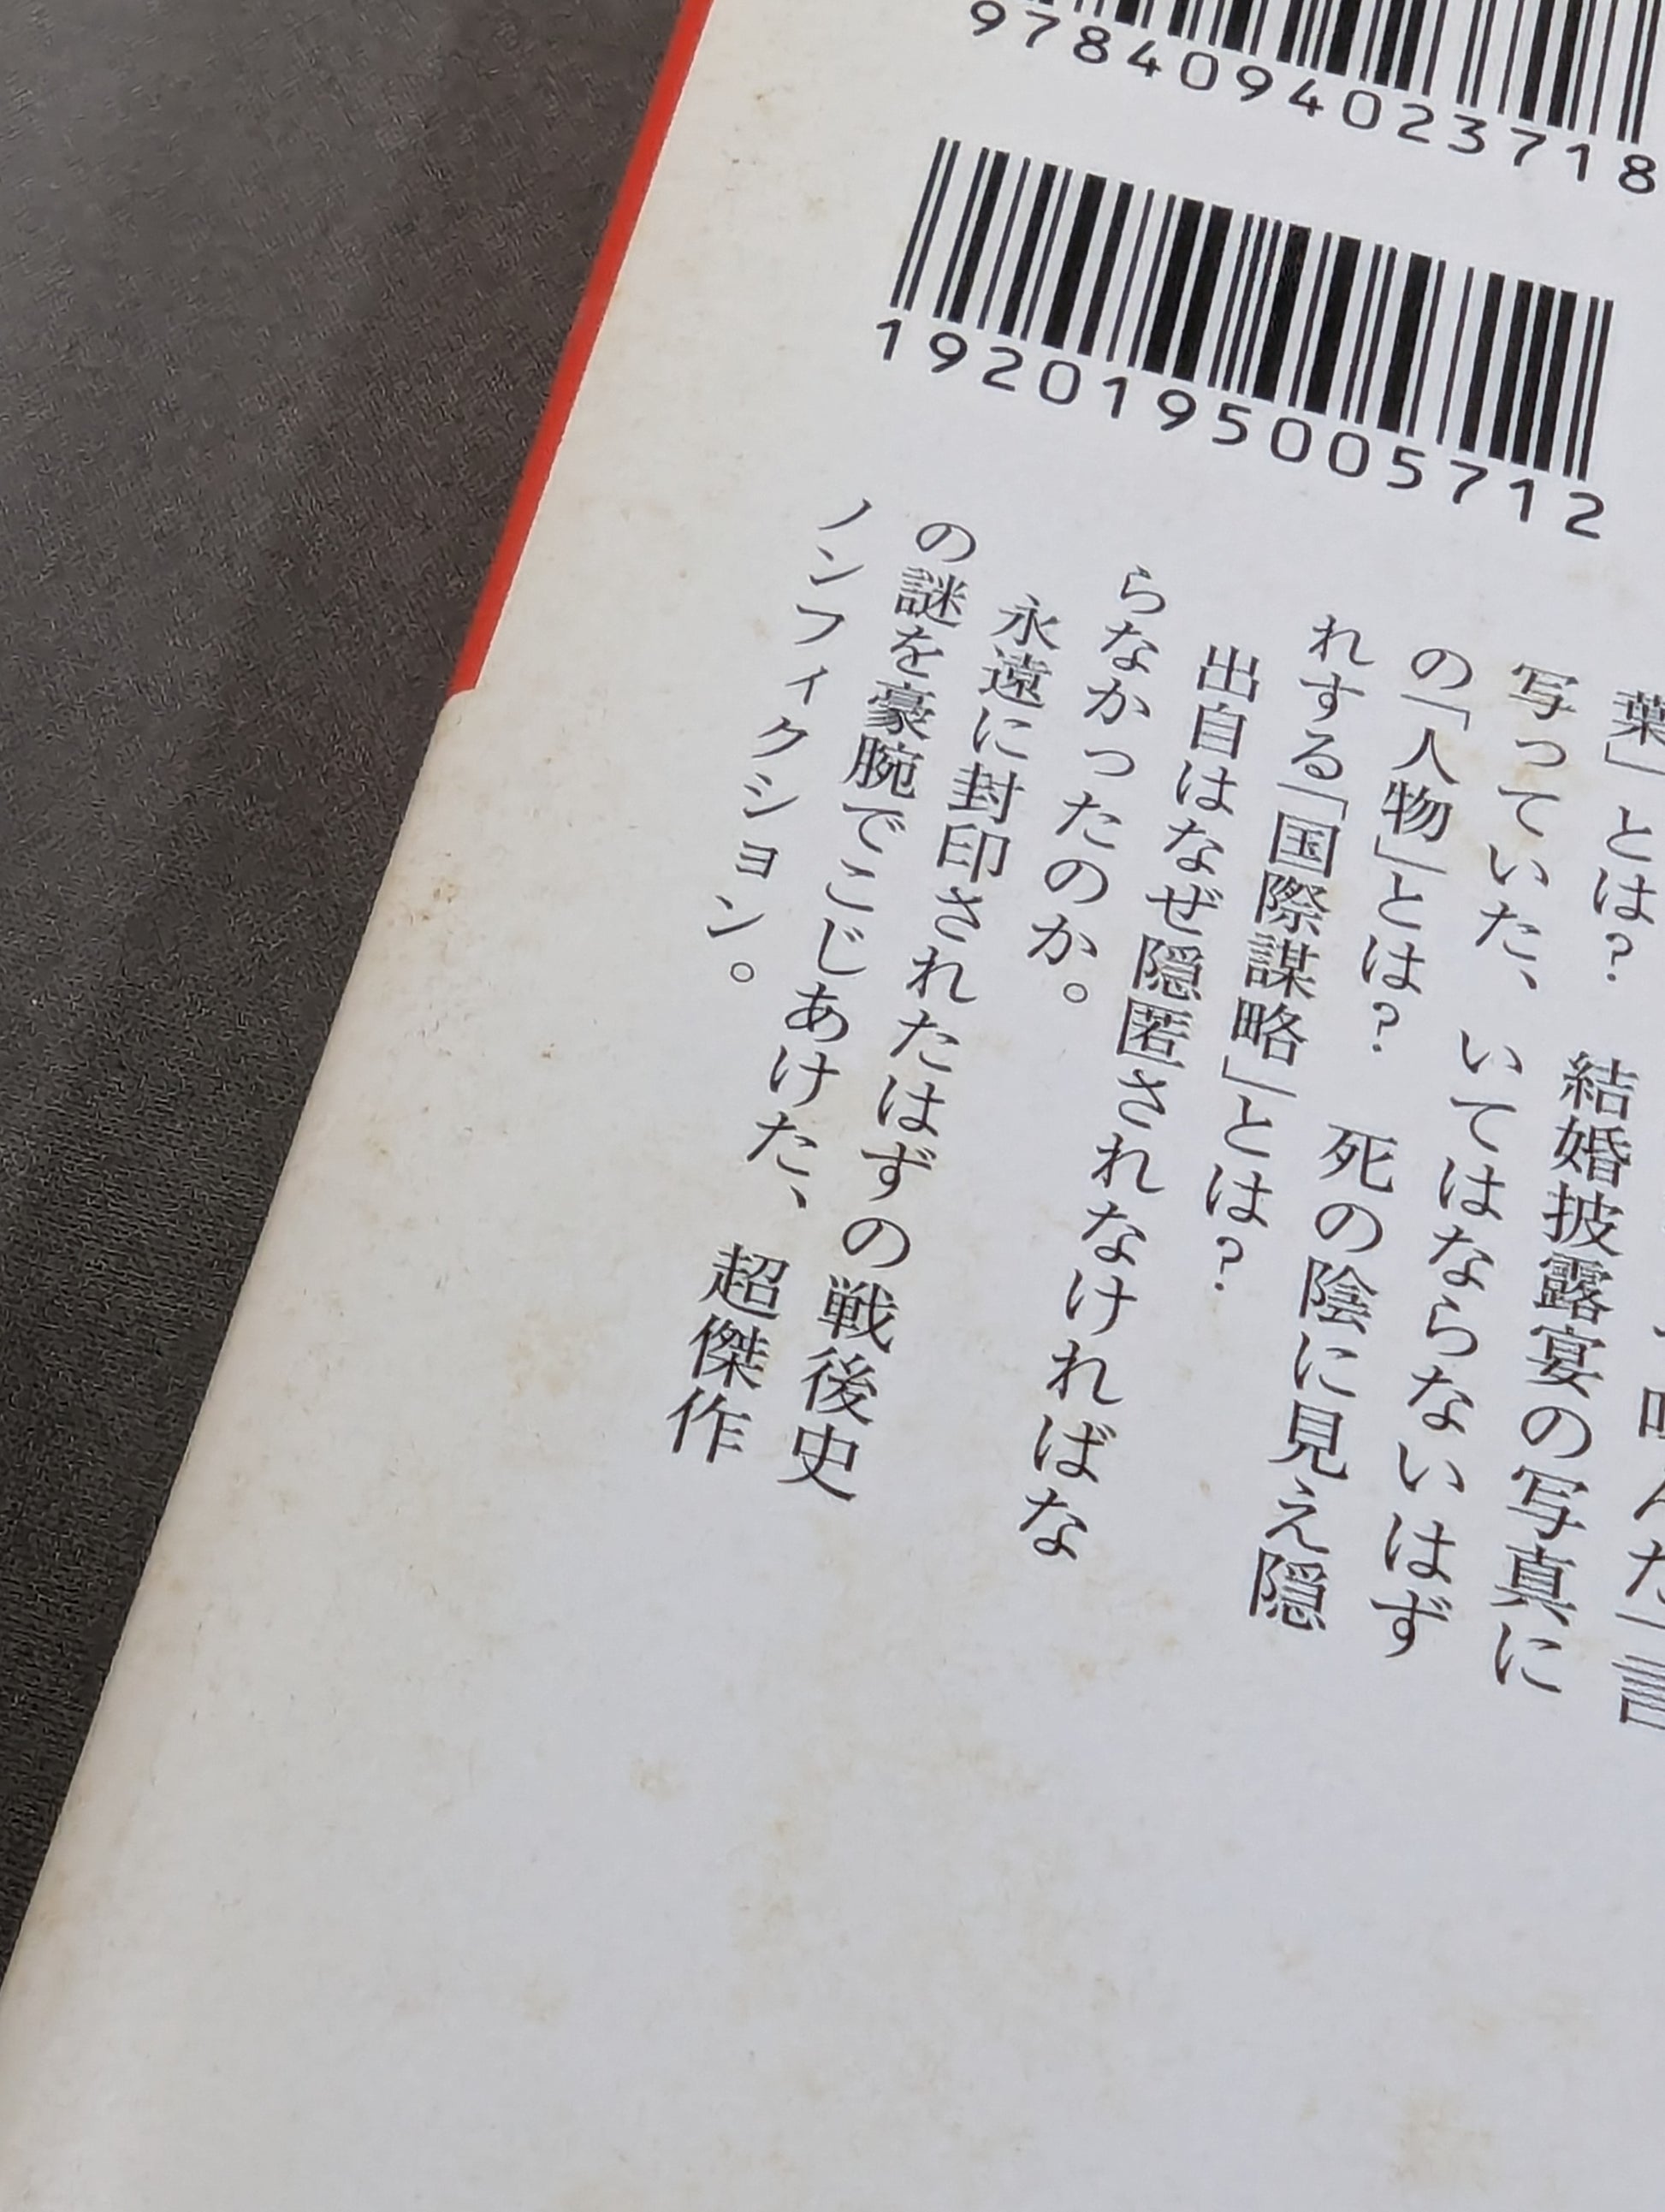 9784094023718
1920195005712
葉」とは？　結婚披露宴の写真に
写っていた、いてはならないはず
の「人物」とは？　死の陰に見え隠
れする「国際謀略」とは？
出自はなぜ隠匿されなければな
らなかったのか。
永遠に封印されたはずの戦後史
の謎を豪腕でこじあけた、超傑作
ノンフィクション。